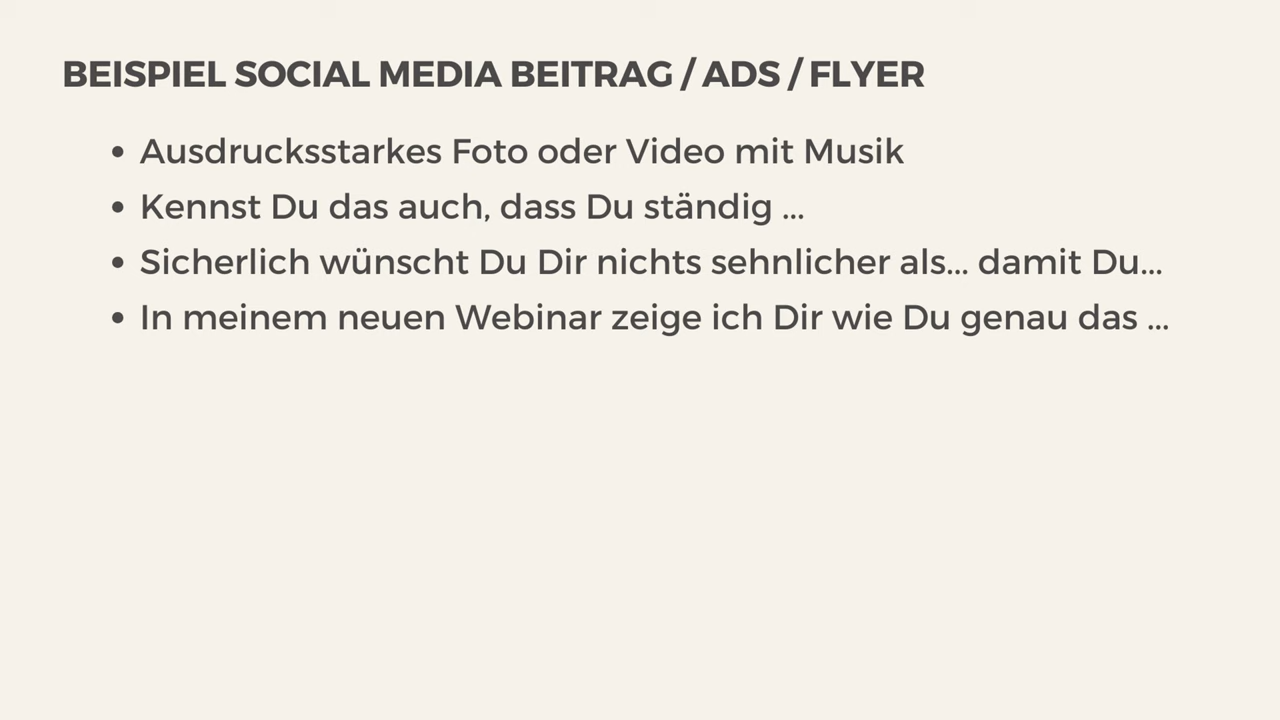 BEISPIEL SOCIAL MEDIA BEITRAG / ADS / FLYER
• Ausdrucksstarkes Foto oder Video mit Musik
• Kennst Du das auch, dass Du ständig ...
• Sicherlich wünscht Du Dir nichts sehnlicher als... damit Du...
• In meinem neuen Webinar zeige ich Dir wie Du genau das ...